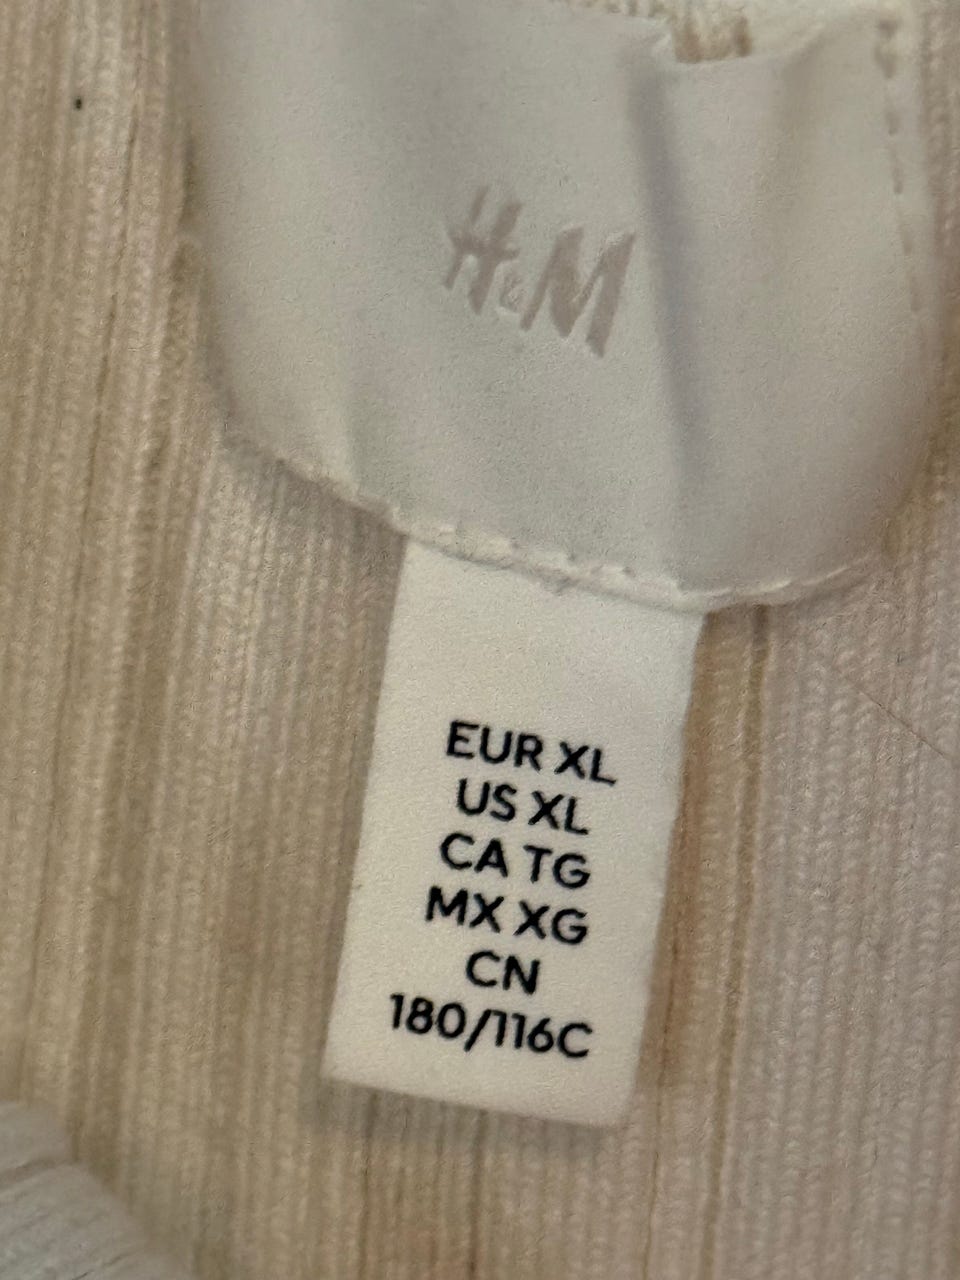 H&M
EUR XL
US XL
CA TG
MX XG
CN
180/116C